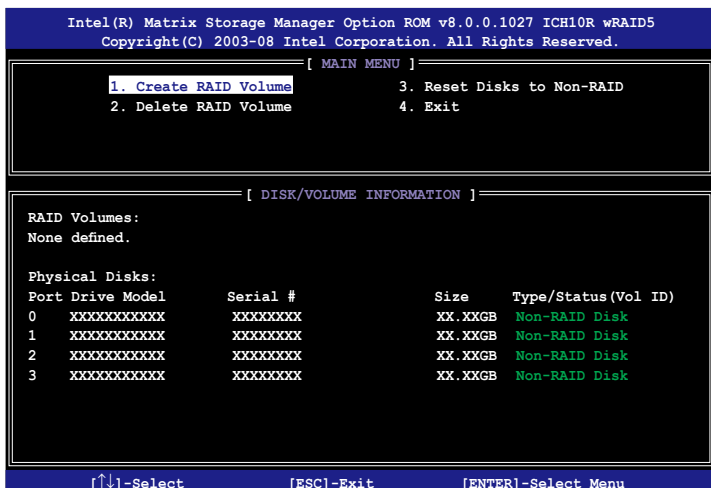 Intel(R) Matrix Storage Manager Option ROM v8.0.0.1027 ICH10R wRAID5
Copyright(C) 2003-08 Intel Corporation. All Rights Reserved.
[ MAIN MENU ]
1. Create RAID Volume 3. Reset Disks to Non-RAID
2. Delete RAID Volume 4. Exit
[ DISK/VOLUME INFORMATION ]
RAID Volumes:
None defined.
Physical Disks:
Port Drive Model Serial # Size Type/Status(Vol ID)
0 XXXXXXXXXXX XXXXXXXX XX.XXGB Non-RAID Disk
1 XXXXXXXXXXX XXXXXXXX XX.XXGB Non-RAID Disk
2 XXXXXXXXXXX XXXXXXXX XX.XXGB Non-RAID Disk
3 XXXXXXXXXXX XXXXXXXX XX.XXGB Non-RAID Disk
[↑↓]-Select [ESC]-Exit [ENTER]-Select Menu